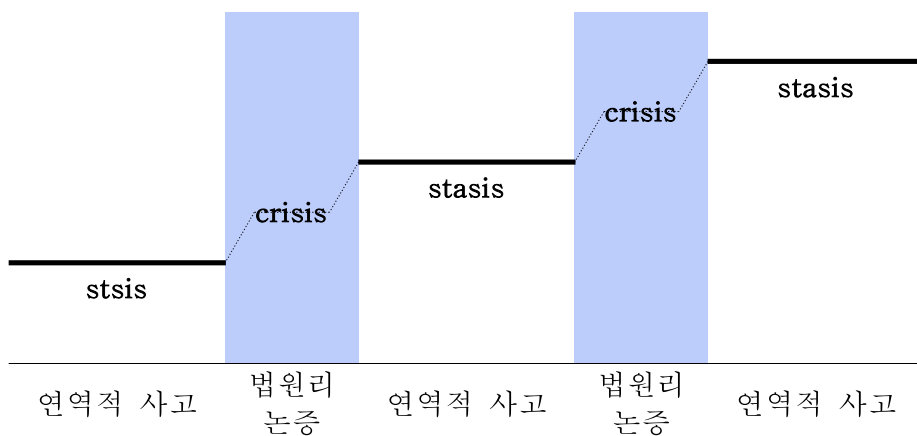 stasis
crisis
crisis
stasis
stsis
연역적 사고
법원리
논증
연역적 사고
법원리
논증
연역적 사고